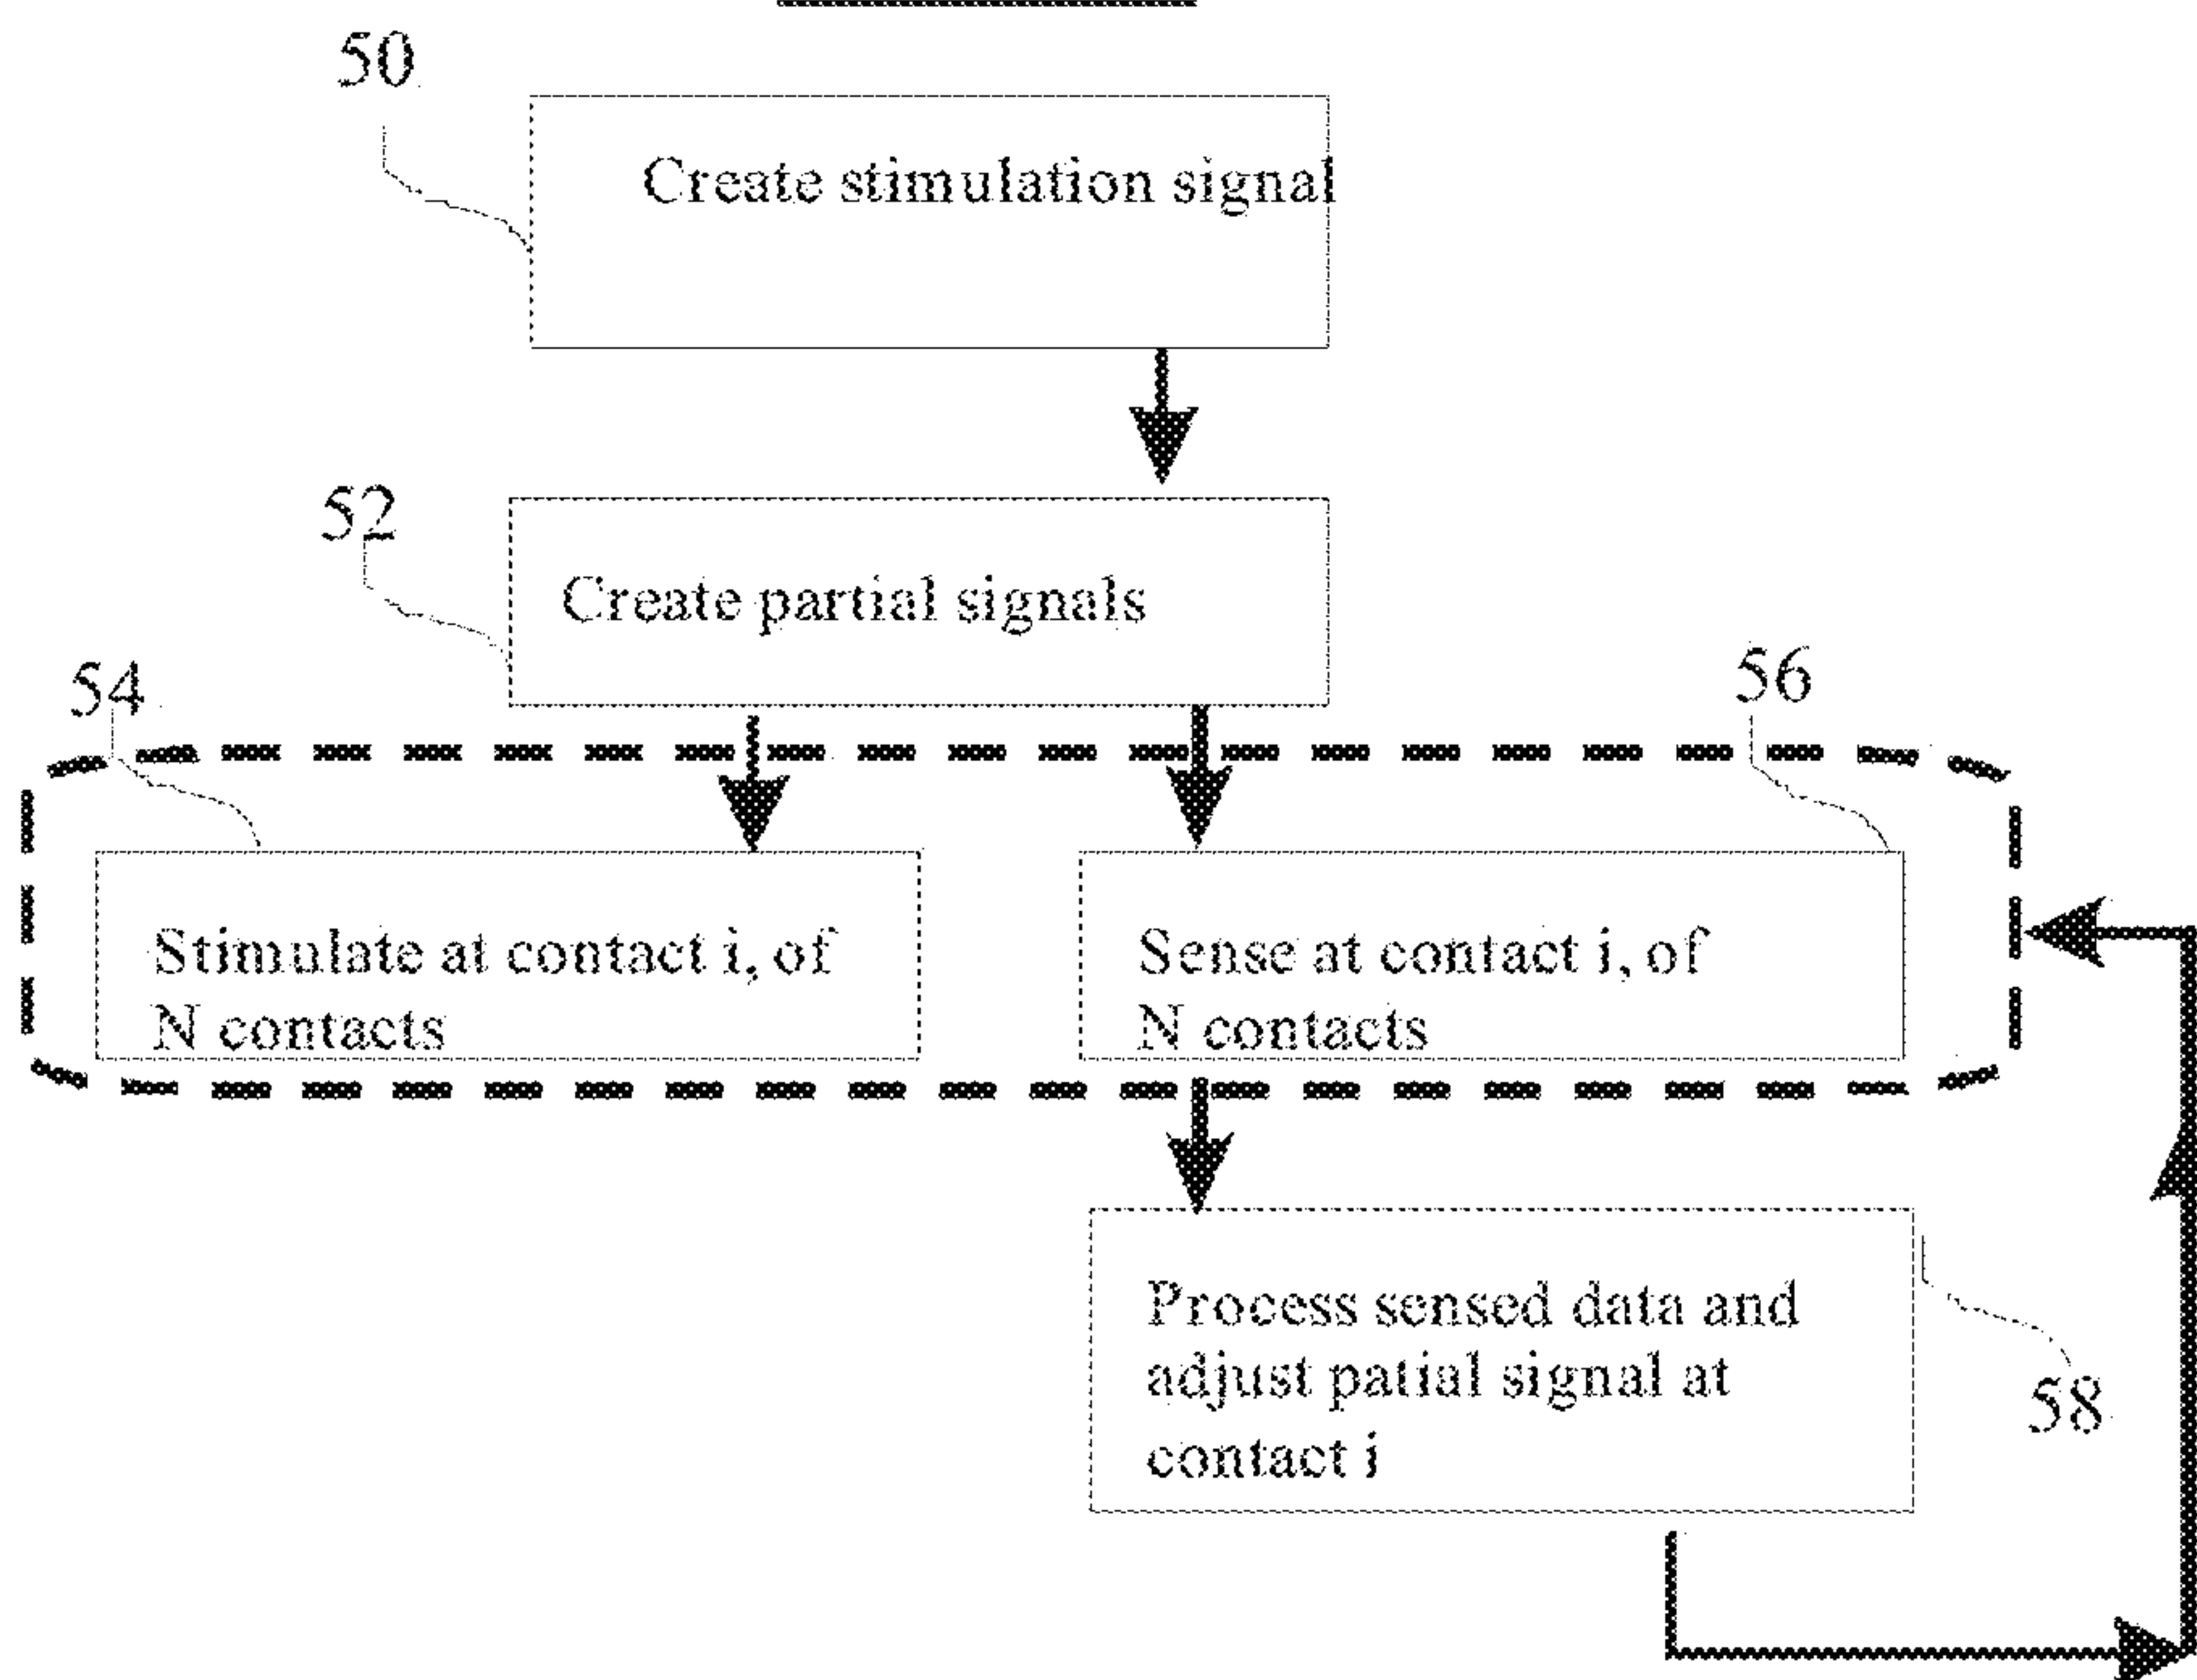 50
Create stimulation signal
52
Create partial signals
54
56
Stimulate at contact i, of
N contacts
Sense at contact i, of
N contacts
Process sensed data and
adjust patial signal at
contact i
58